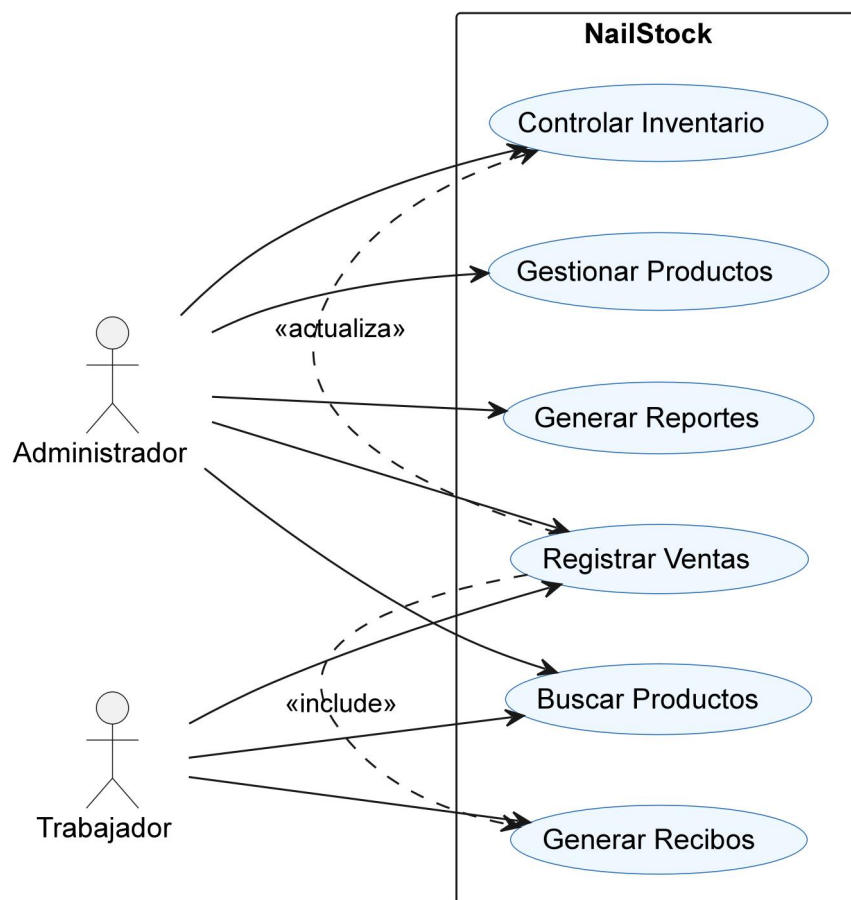 NailStock
Controlar Inventario
Gestionar Productos
«actualiza»
Generar Reportes
Administrador
Registrar Ventas
«include»
Buscar Productos
Trabajador
Generar Recibos